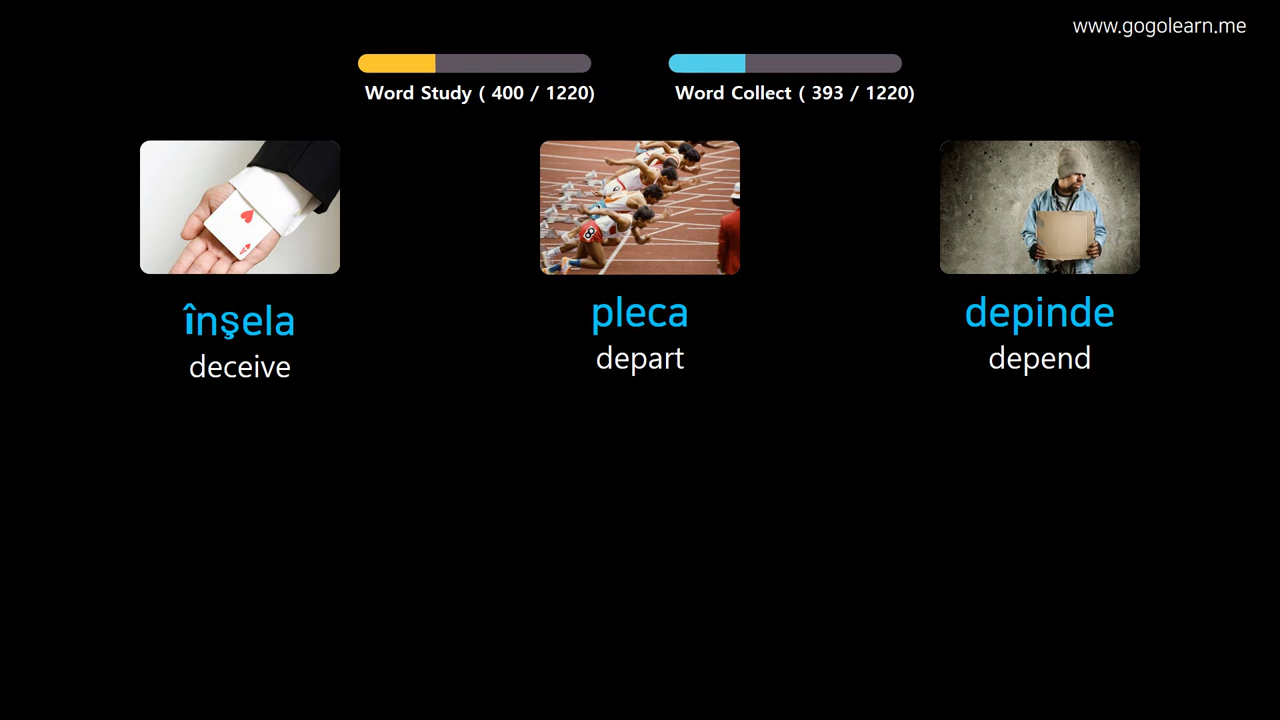 www.gogolearn.me
Word Study ( 400 / 1220)
Word Collect ( 393 / 1220)
înşela
deceive
pleca
depart
depinde
depend